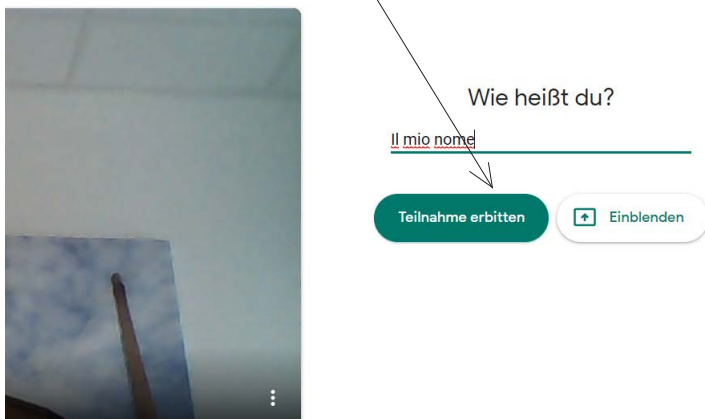 Wie heißt du?
Il mio nome
Teilnahme erbitten
Einblenden